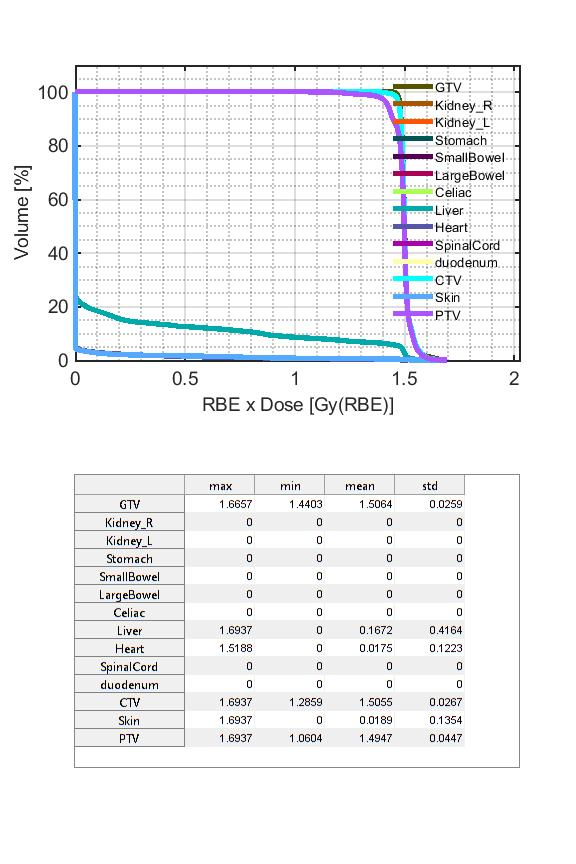 100
80
60
40
20
0
Volume [%]
0 0.5 1 1.5 2
RBE x Dose [Gy(RBE)]
GTV
Kidney_R
Kidney_L
Stomach
SmallBowel
LargeBowel
Celiac
Liver
Heart
SpinalCord
duodenum
CTV
Skin
PTV
max min mean std
GTV 1.6657 1.4403 1.5064 0.0259
Kidney_R 0 0 0 0
Kidney_L 0 0 0 0
Stomach 0 0 0 0
SmallBowel 0 0 0 0
LargeBowel 0 0 0 0
Celiac 0 0 0 0
Liver 1.6937 0 0.1672 0.4164
Heart 1.5188 0 0.0175 0.1223
SpinalCord 0 0 0 0
duodenum 0 0 0 0
CTV 1.6937 1.2859 1.5055 0.0267
Skin 1.6937 0 0.0189 0.1354
PTV 1.6937 1.0604 1.4947 0.0447